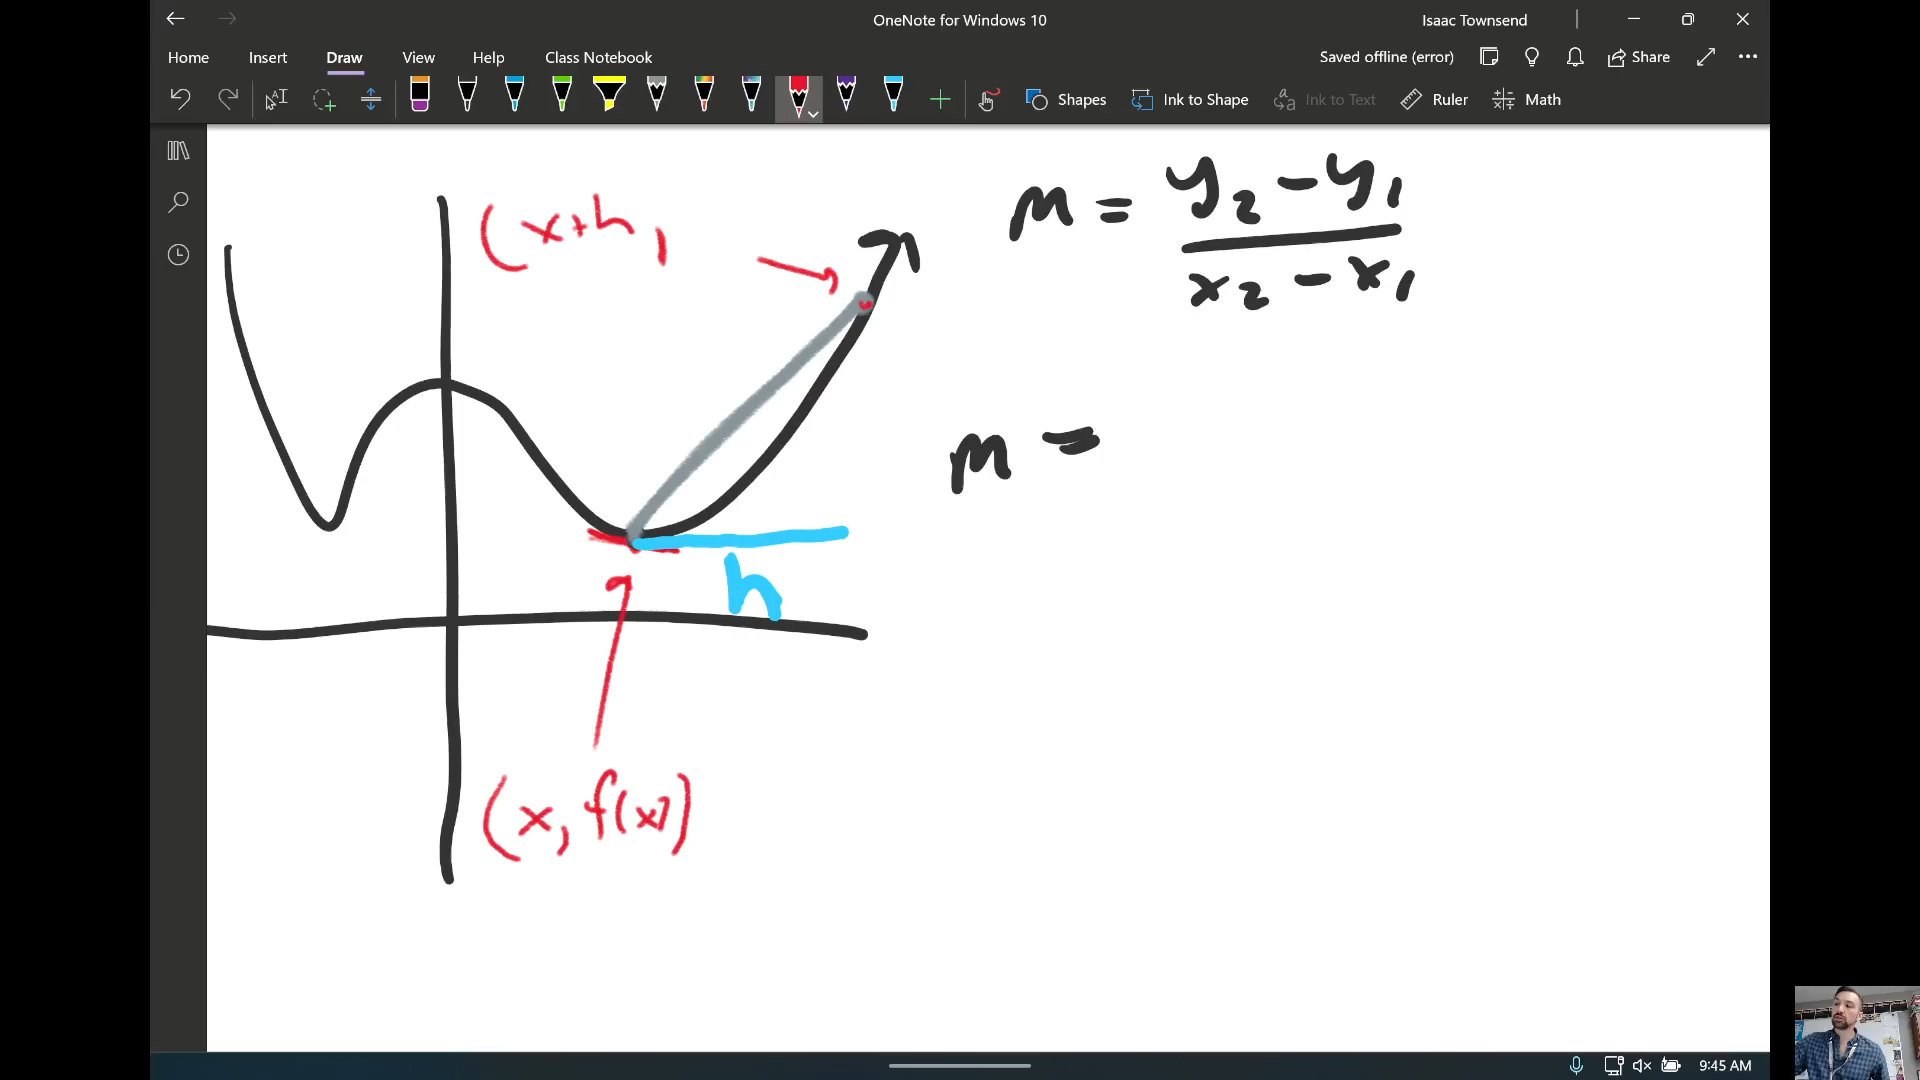 OneNote for Windows 10
Isaac Townsend
Home Insert Draw View Help Class Notebook
Saved offline (error) Share
Shapes Ink to Shape Ink to Text Ruler Math
(x+h,
m = y2 - y1
x2 - x1
m =
h
(x, f(x))
9:45 AM